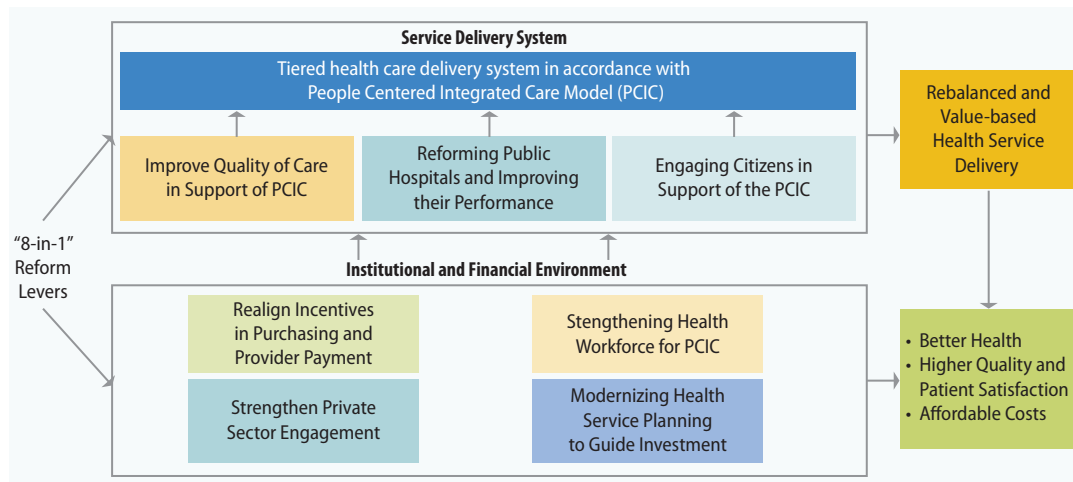 Service Delivery System
Tiered health care delivery system in accordance with
People Centered Integrated Care Model (PCIC)
Improve Quality of Care
in Support of PCIC
Reforming Public
Hospitals and Improving
their Performance
Engaging Citizens in
Support of the PCIC
Rebalanced and
Value-based
Health Service
Delivery
“8-in-1”
Reform
Levers
Institutional and Financial Environment
Realign Incentives
in Purchasing and
Provider Payment
Stengthening Health
Workforce for PCIC
Strengthen Private
Sector Engagement
Modernizing Health
Service Planning
to Guide Investment
• Better Health
• Higher Quality and
Patient Satisfaction
• Affordable Costs